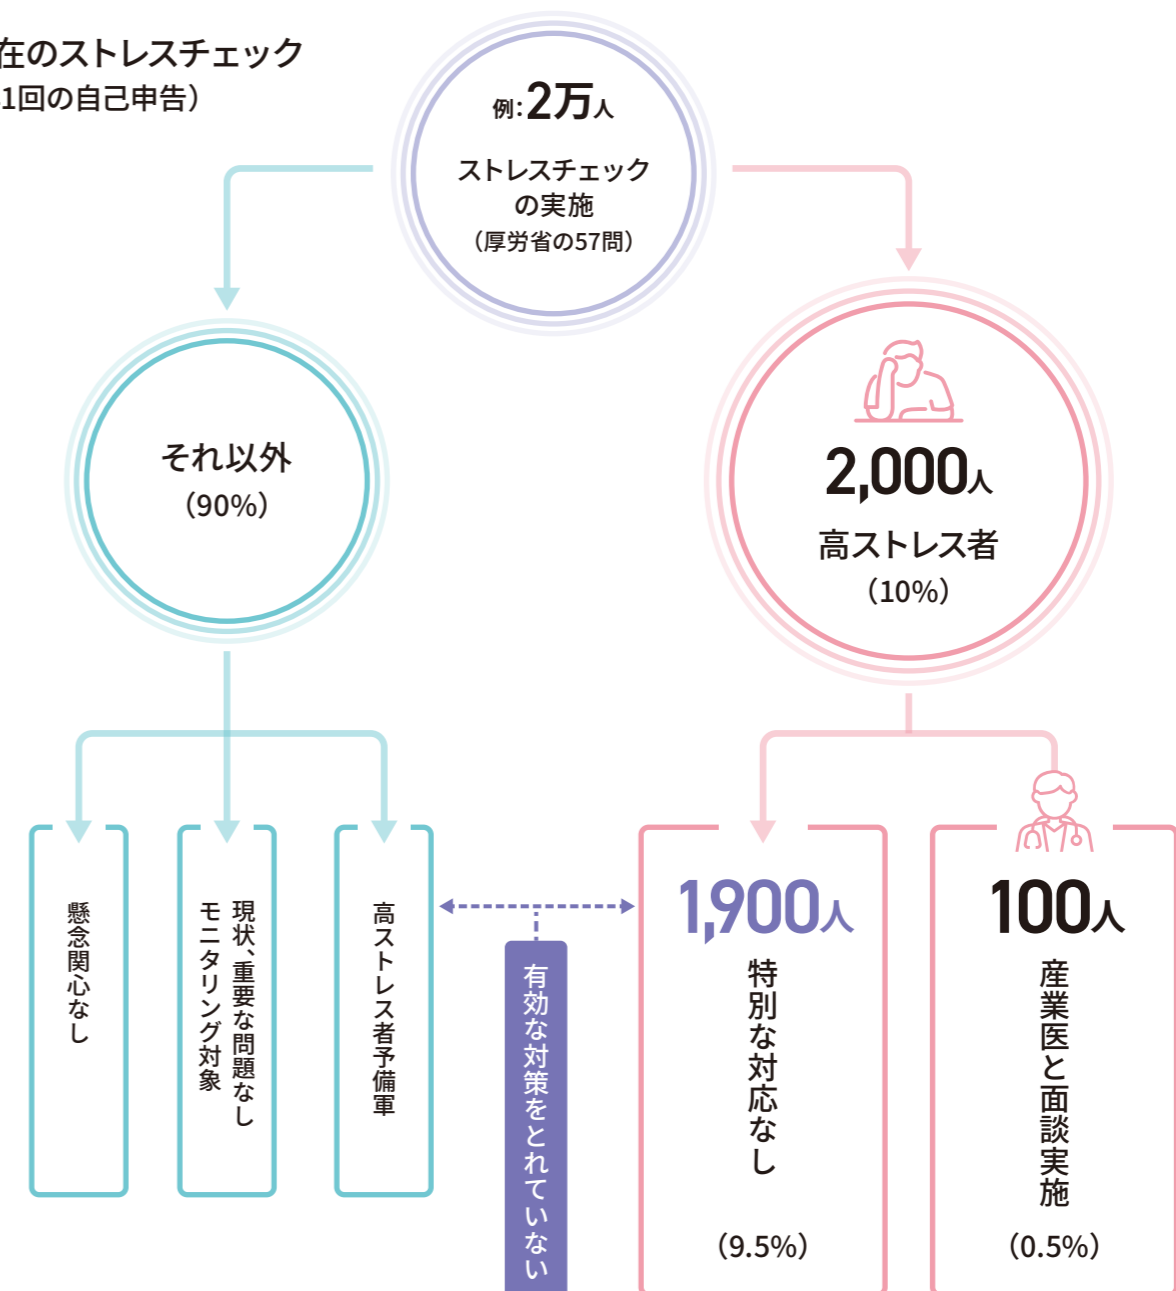 在のストレスチェック
1回の自己申告）
例：2万人
ストレスチェック
の実施
（厚労省の57問）
それ以外
（90%）
2,000人
高ストレス者
（10%）
懸念関心なし
現状、重要な問題なし
モニタリング対象
高ストレス者予備軍
有効な対策をとれていない
1,900人
特別な対応なし
（9.5%）
100人
産業医と面談実施
（0.5%）